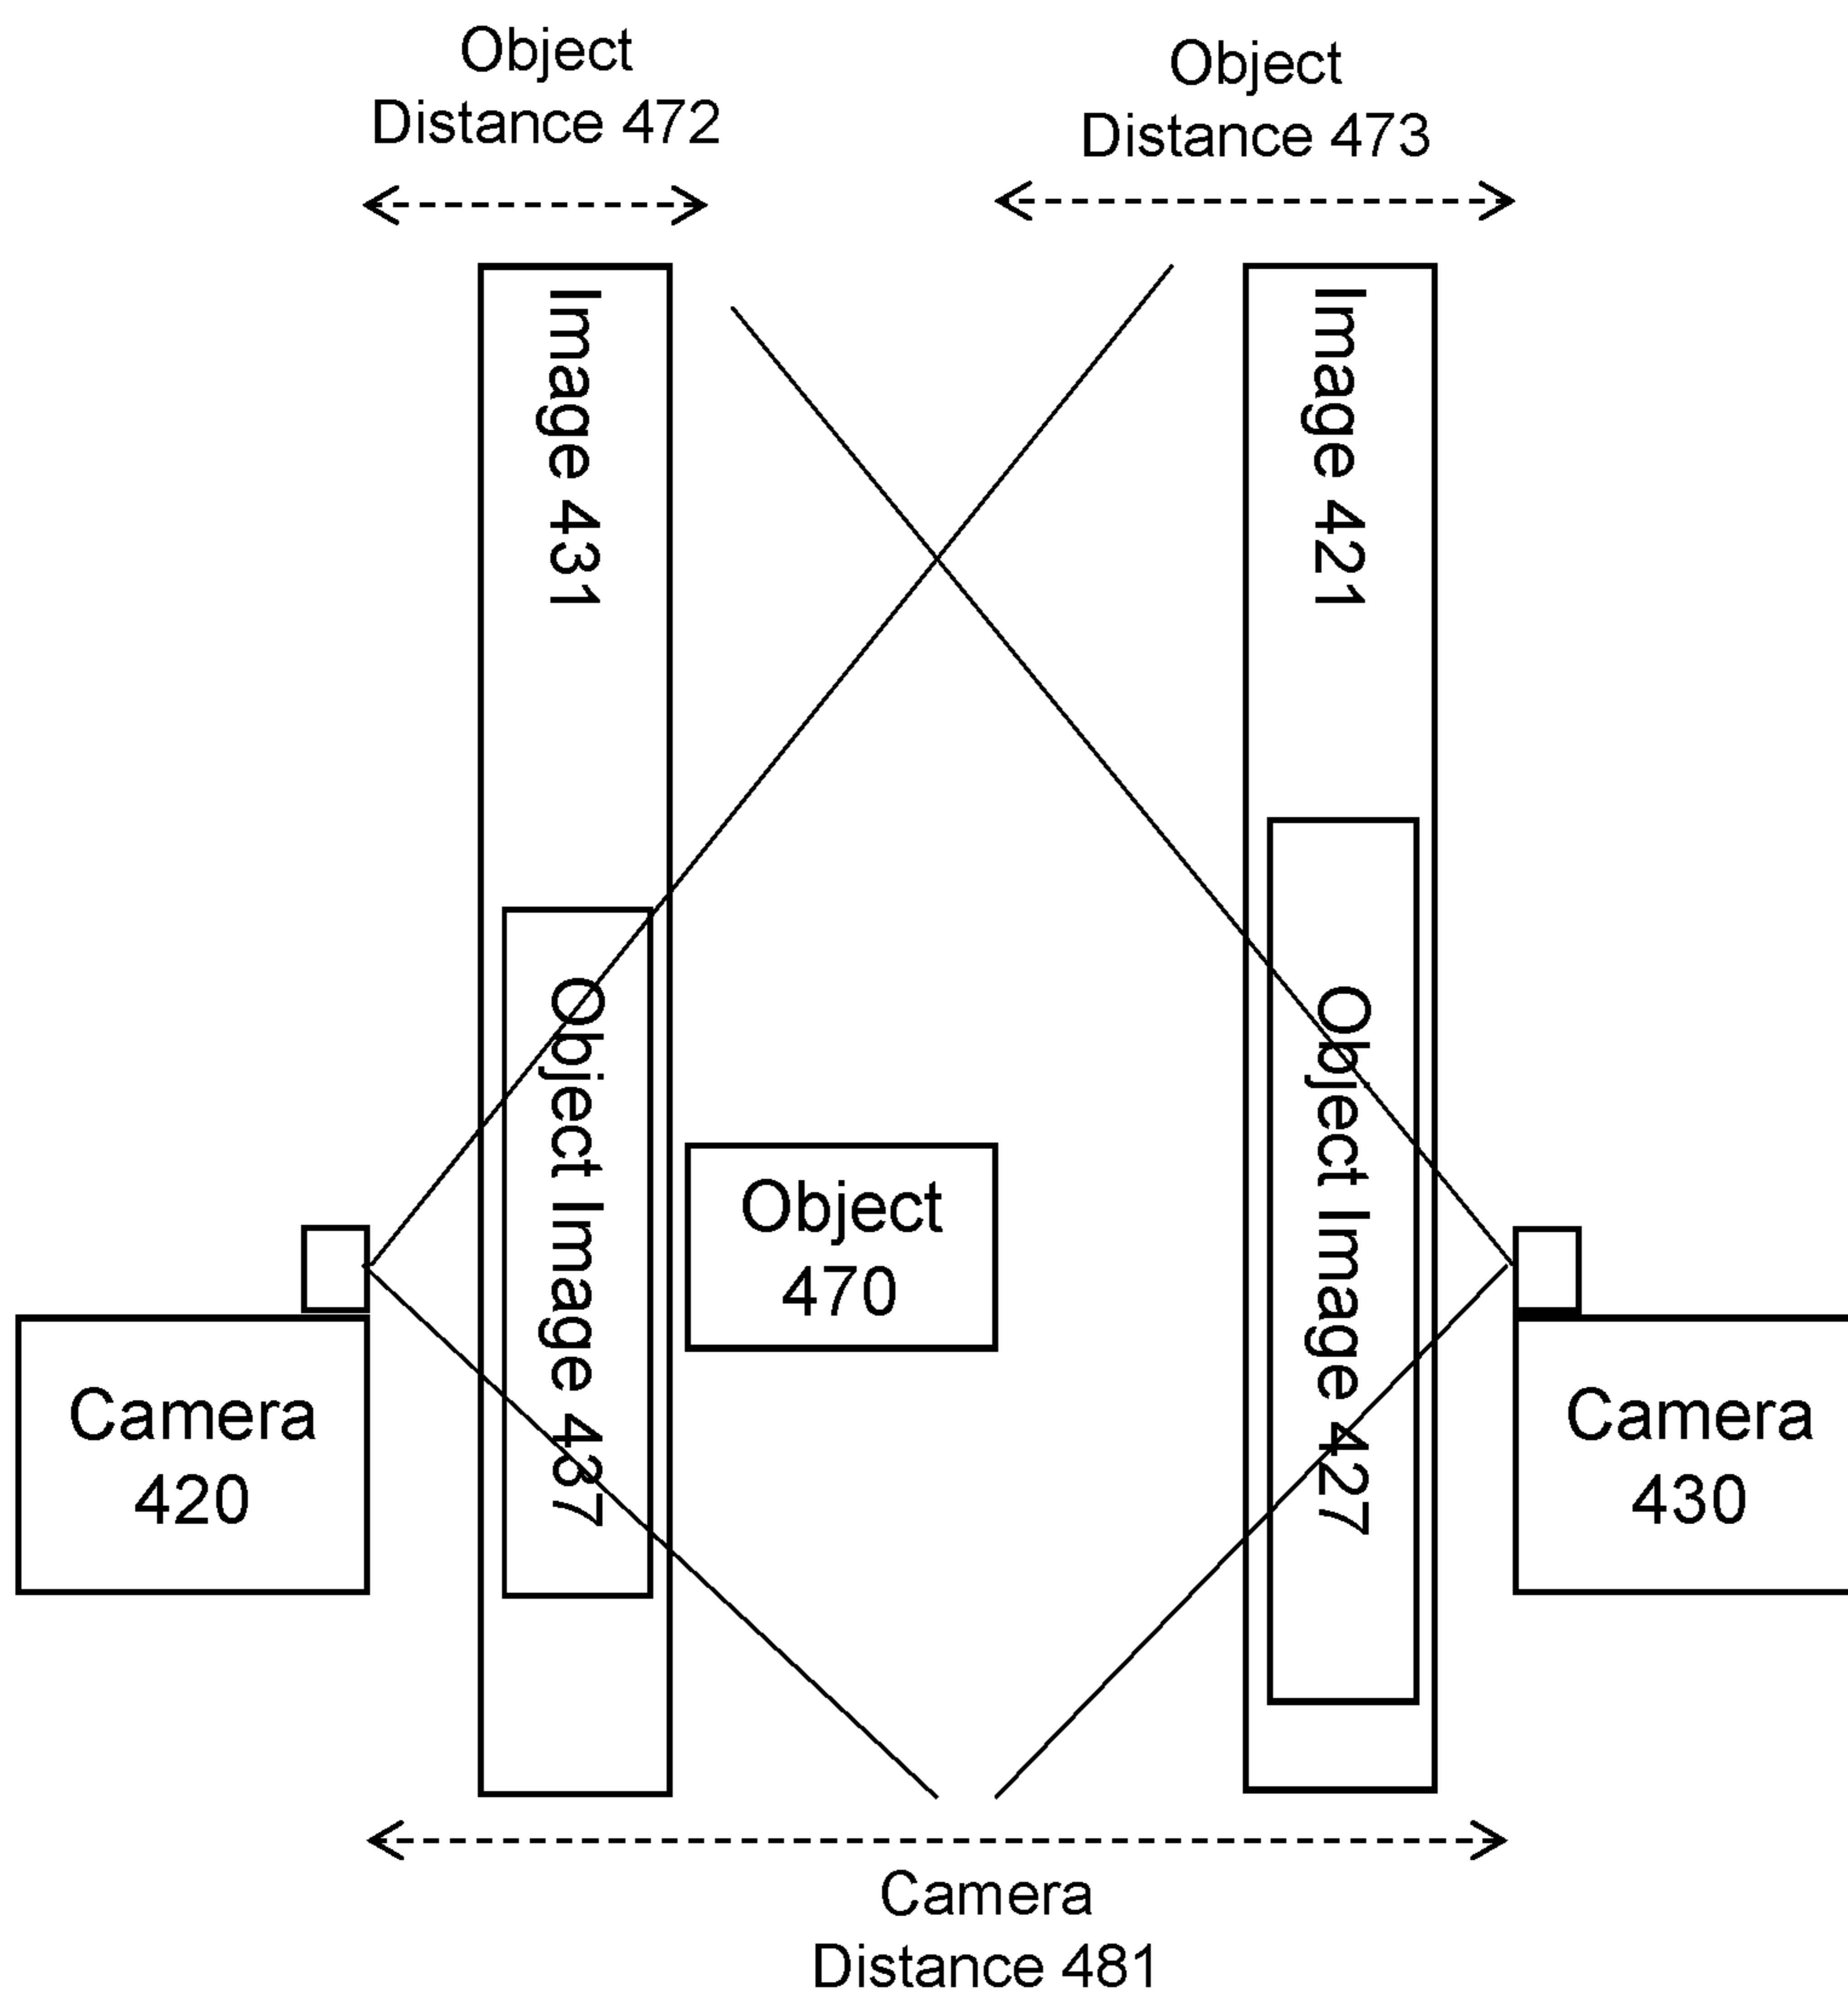 Object
Distance 472
Object
Distance 473
Image 431
Image 421
Object Image 437
Object Image 427
Object
470
Camera
420
Camera
430
Camera
Distance 481